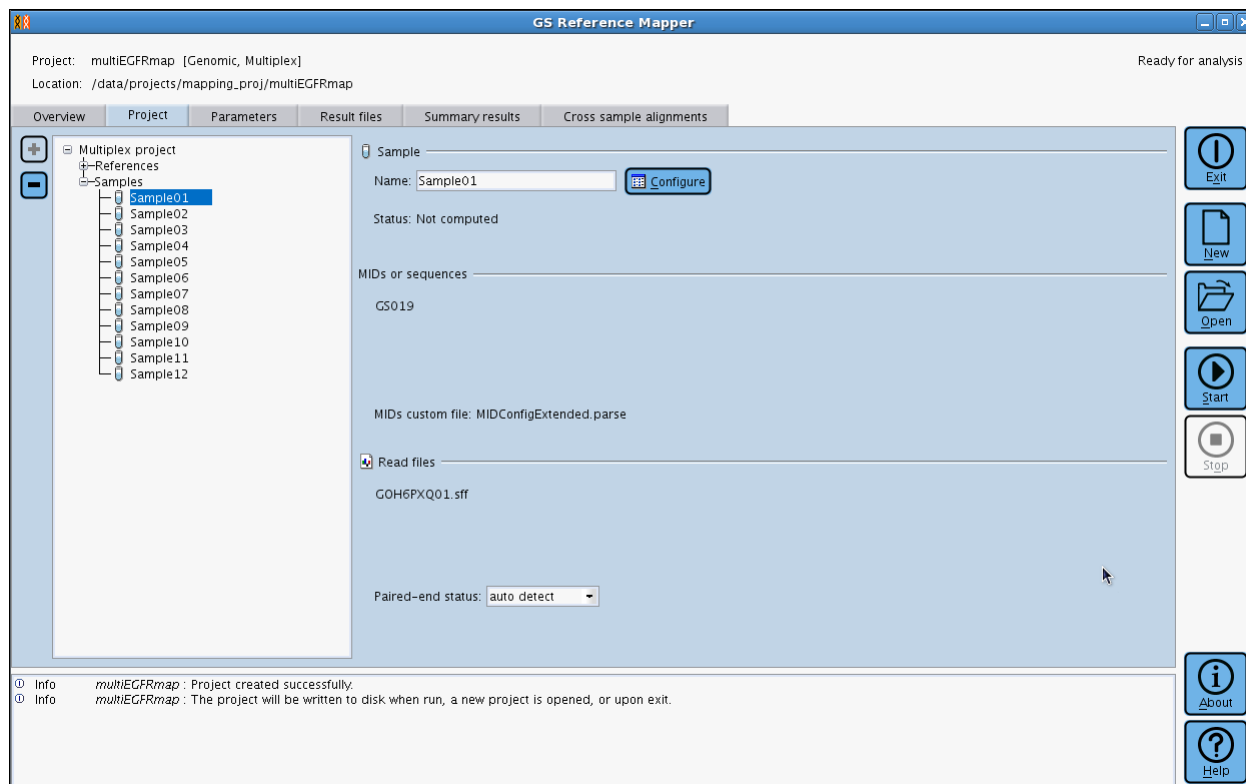 GS Reference Mapper
Project: multiEGFRmap [Genomic, Multiplex]
Ready for analysis
Location: /data/projects/mapping_proj/multiEGFRmap
Overview Project Parameters Result files Summary results Cross sample alignments
Multiplex project
References
Samples
Sample01
Sample02
Sample03
Sample04
Sample05
Sample06
Sample07
Sample08
Sample09
Sample10
Sample11
Sample12
Sample
Name: Sample01 Configure
Status: Not computed
MIDs or sequences
GS019
MIDs custom file: MIDConfigExtended.parse
Read files
GOH6PXQ01.sff
Paired-end status: auto detect
Exit
New
Open
Start
Stop
About
Help
Info multiEGFRmap : Project created successfully.
Info multiEGFRmap : The project will be written to disk when run, a new project is opened, or upon exit.